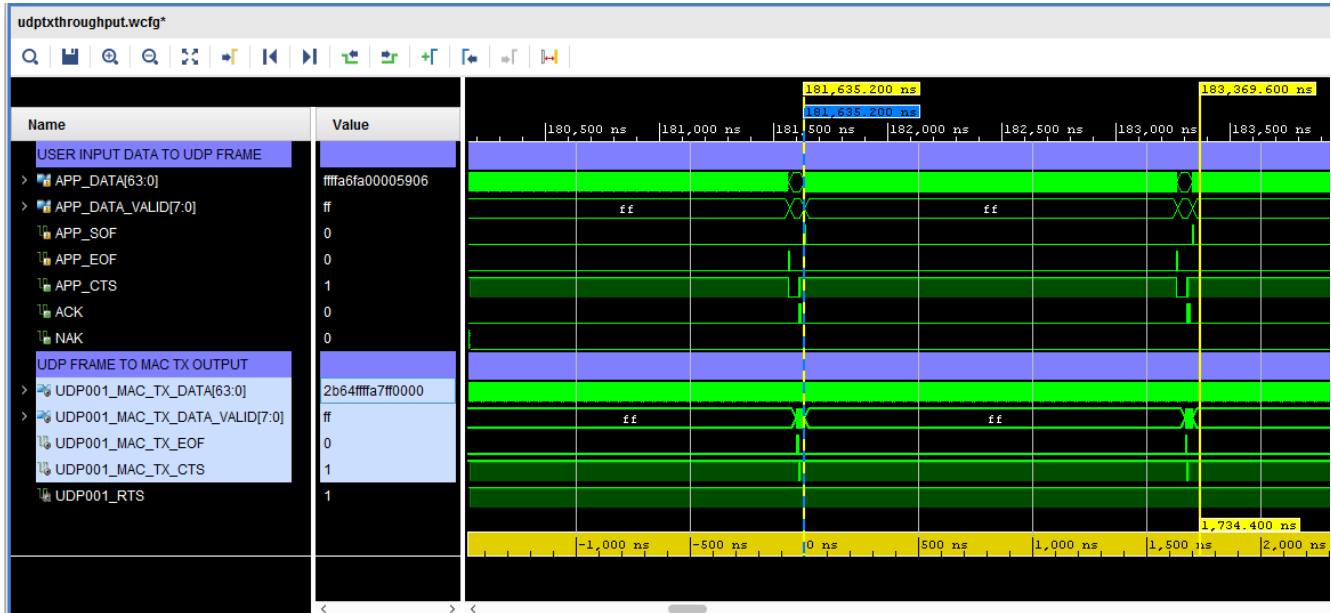 udptxthroughput.wcfg*
181,635.200 ns 183,369.600 ns
181,635.200 ns
Name Value
180,500 ns 181,000 ns 181,500 ns 182,000 ns 182,500 ns 183,000 ns 183,500 ns
USER INPUT DATA TO UDP FRAME
APP_DATA[63:0] ffffa6fa00005906
APP_DATA_VALID[7:0] ff ff ff
APP_SOF 0
APP_EOF 0
APP_CTS 1
ACK 0
NAK 0
UDP FRAME TO MAC TX OUTPUT
UDP001_MAC_TX_DATA[63:0] 2b64ffffa7ff0000
UDP001_MAC_TX_DATA_VALID[7:0] ff ff ff
UDP001_MAC_TX_EOF 0
UDP001_MAC_TX_CTS 1
UDP001_RTS 1
1,734.400 ns
-1,000 ns -500 ns 0 ns 500 ns 1,000 ns 1,500 ns 2,000 ns